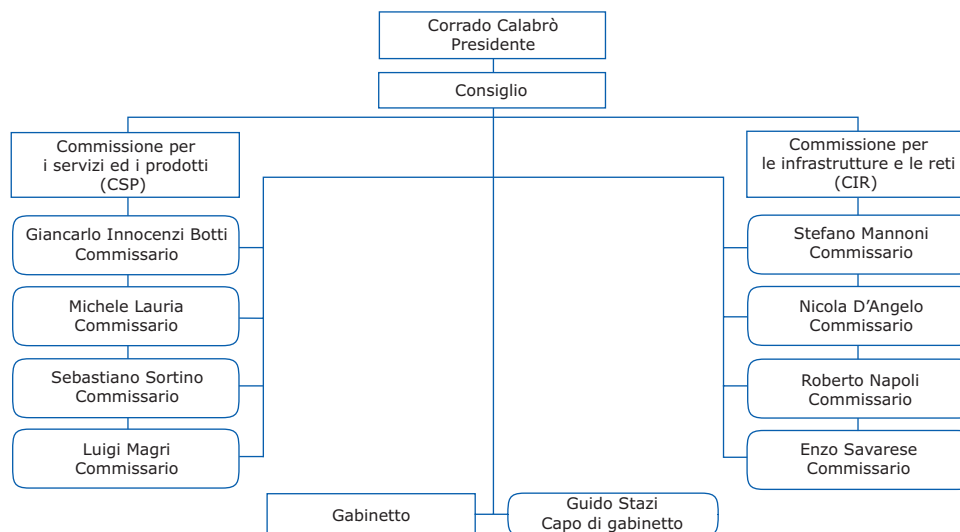 Corrado Calabrò
Presidente
Consiglio
Commissione per
i servizi ed i prodotti
(CSP)
Giancarlo Innocenzi Botti
Commissario
Michele Lauria
Commissario
Sebastiano Sortino
Commissario
Luigi Magri
Commissario
Commissione per
le infrastrutture e le reti
(CIR)
Stefano Mannoni
Commissario
Nicola D’Angelo
Commissario
Roberto Napoli
Commissario
Enzo Savarese
Commissario
Gabinetto
Guido Stazi
Capo di gabinetto